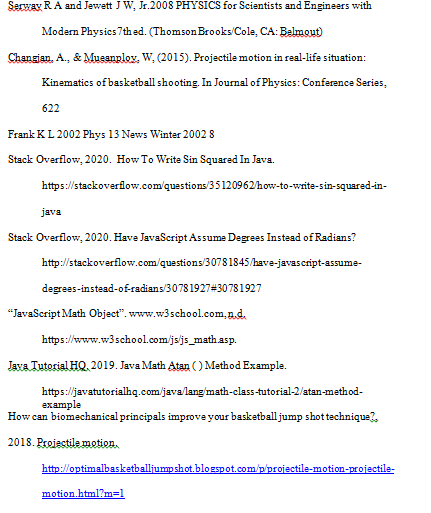 Serway R A and Jewett J W, Jr.2008 PHYSICS for Scientists and Engineers with
Modern Physics7th ed. (Thomson Brooks/Cole, CA: Belmout)
Changjan, A., & Mueanploy, W, (2015). Projectile motion in real-life situation:
Kinematics of basketball shooting. In Journal of Physics: Conference Series,
622
Frank K L 2002 Phys 13 News Winter 2002 8
Stack Overflow, 2020. How To Write Sin Squared In Java.
https://stackoverflow.com/questions/35120962/how-to-write-sin-squared-in-
java
Stack Overflow, 2020. Have JavaScript Assume Degrees Instead of Radians?
http://stackoverflow.com/questions/30781845/have-javascript-assume-
degrees-instead-of-radians/30781927#30781927
“JavaScript Math Object”. www.w3school.com, n.d.
https://www.w3school.com/js/js_math.asp.
Java Tutorial HQ. 2019. Java Math Atan ( ) Method Example.
https://javatutorialhq.com/java/lang/math-class-tutorial-2/atan-method-
example
How can biomechanical principals improve your basketball jump shot technique?,
2018. Projectile motion.
http://optimalbasketballjumpshot.blogspot.com/p/projectile-motion-projectile-
motion.html?m=1